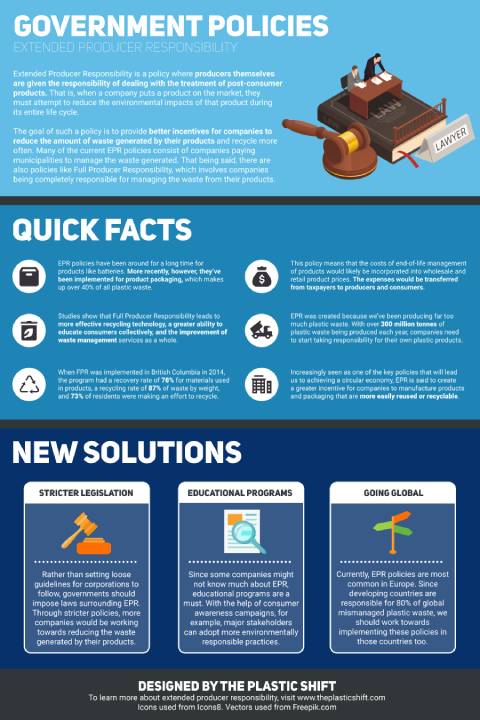 GOVERNMENT POLICIES
EXTENDED PRODUCER RESPONSIBILITY
Extended Producer Responsibility is a policy where producers themselves
are given the responsibility of dealing with the treatment of post-consumer
products. That is, when a company puts a product on the market, they
must attempt to reduce the environmental impacts of that product during
its entire life cycle.
The goal of such a policy is to provide better incentives for companies to
reduce the amount of waste generated by their products and recycle more
often. Many of the current EPR policies consist of companies paying
municipalities to manage the waste generated. That being said, there are
also policies like Full Producer Responsibility, which involves companies
being completely responsible for managing the waste from their products.
LAW
LAWYER
QUICK FACTS
EPR policies have been around for a long time for
products like batteries. More recently, however, they've
been implemented for product packaging, which makes
up over 40% of all plastic waste.
This policy means that the costs of end-of-life management
of products would likely be incorporated into wholesale and
retail product prices. The expenses would be transferred
from taxpayers to producers and consumers.
Studies show that Full Producer Responsibility leads to
more effective recycling technology, a greater ability to
educate consumers collectively, and the improvement of
waste management services as a whole.
EPR was created because we've been producing far too
much plastic waste. With over 300 million tonnes of
plastic waste being produced each year, companies need
to start taking responsibility for their own plastic products.
When FPR was implemented in British Columbia in 2014,
the program had a recovery rate of 78% for materials used
in products, a recycling rate of 87% of waste by weight,
and 73% of residents were making an effort to recycle.
Increasingly seen as one of the key policies that will lead
us to achieving a circular economy, EPR is said to create
a greater incentive for companies to manufacture products
and packaging that are more easily reused or recyclable.
NEW SOLUTIONS
STRICTER LEGISLATION
Rather than setting loose
guidelines for corporations to
follow, governments should
impose laws surrounding EPR.
Through stricter policies, more
companies would be working
towards reducing the waste
generated by their products.
EDUCATIONAL PROGRAMS
Since some companies might
not know much about EPR,
educational programs are a
must. With the help of consumer
awareness campaigns, for
example, major stakeholders
can adopt more environmentally
responsible practices.
GOING GLOBAL
Currently, EPR policies are most
common in Europe. Since
developing countries are
responsible for 80% of global
mismanaged plastic waste, we
should work towards
implementing these policies in
those countries too.
DESIGNED BY THE PLASTIC SHIFT
To learn more about extended producer responsibility, visit www.theplasticshift.com
Icons used from Icons8. Vectors used from Freepik.com